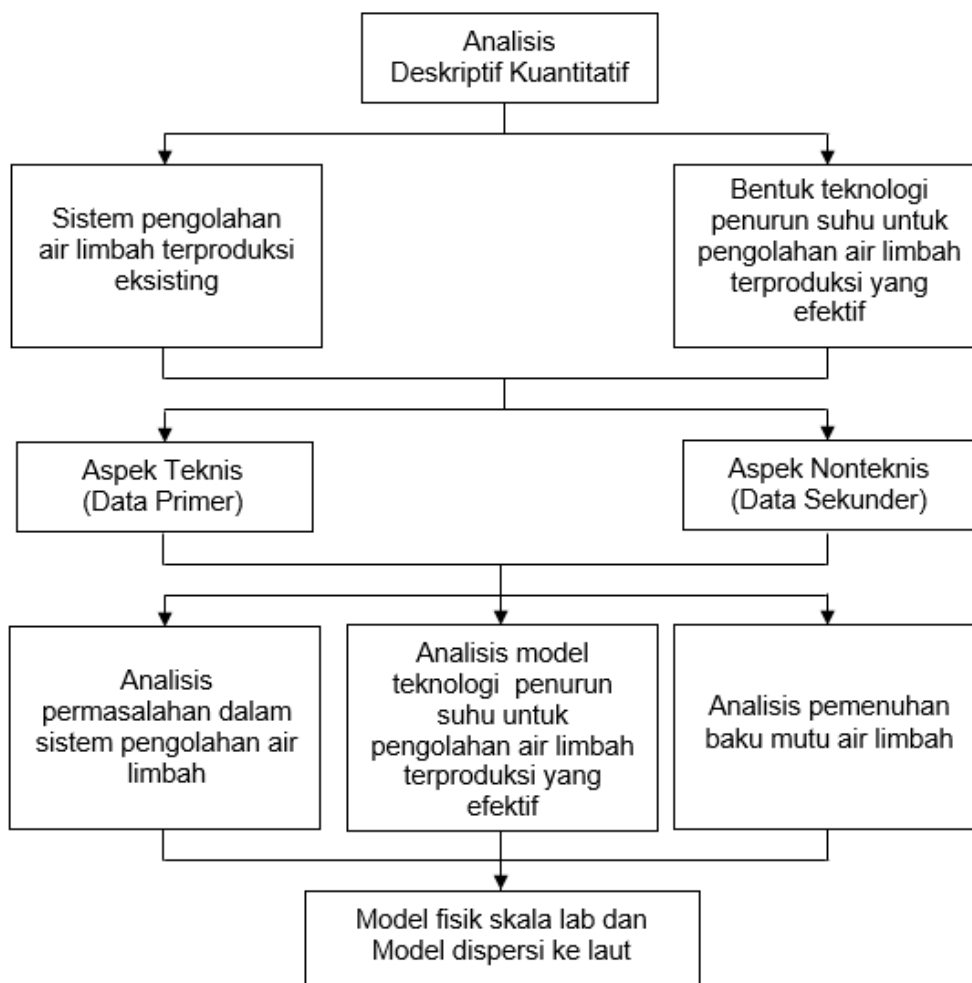 Analisis
Deskriptif Kuantitatif
Sistem pengolahan
air limbah terproduksi
eksisting
Bentuk teknologi
penurun suhu untuk
pengolahan air limbah
terproduksi yang
efektif
Aspek Teknis
(Data Primer)
Aspek Nonteknis
(Data Sekunder)
Analisis
permasalahan dalam
sistem pengolahan air
limbah
Analisis model
teknologi penurun
suhu untuk
pengolahan air limbah
terproduksi yang
efektif
Analisis pemenuhan
baku mutu air limbah
Model fisik skala lab dan
Model dispersi ke laut